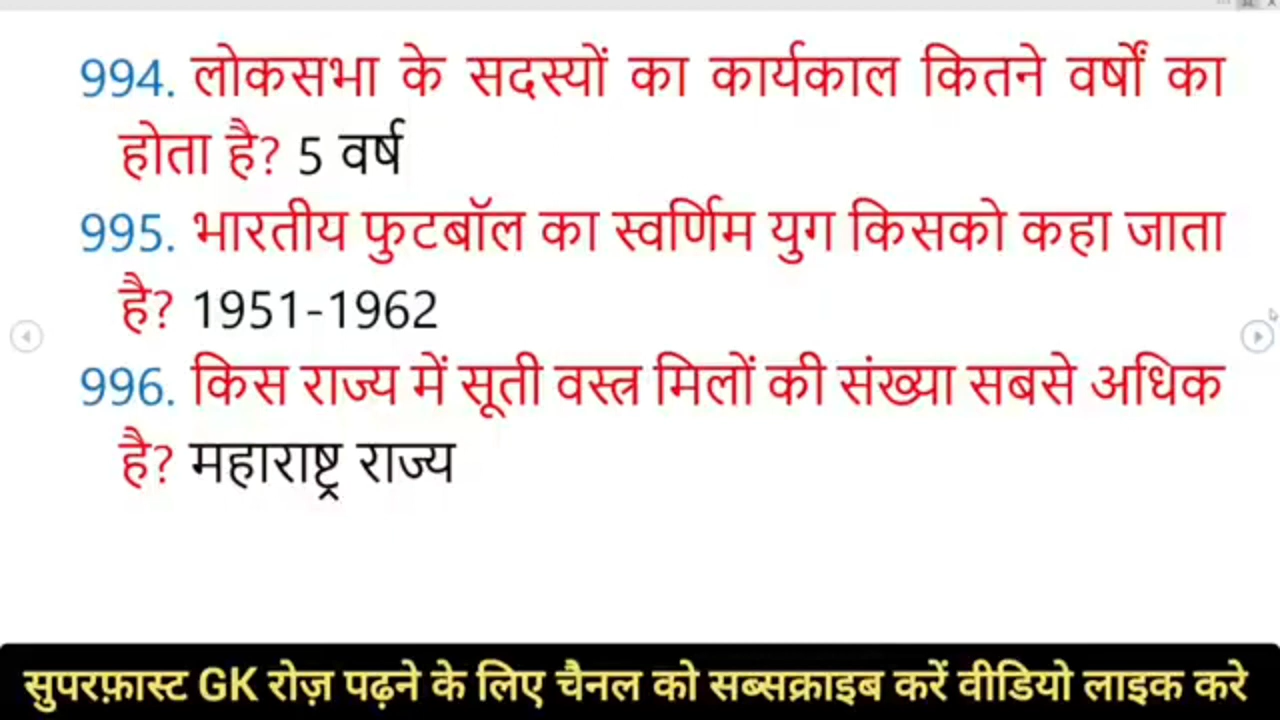 994. लोकसभा के सदस्यों का कार्यकाल कितने वर्षों का
होता है? 5 वर्ष
995. भारतीय फुटबॉल का स्वर्णिम युग किसको कहा जाता
है? 1951-1962
996. किस राज्य में सूती वस्त्र मिलों की संख्या सबसे अधिक
है? महाराष्ट्र राज्य
सुपरफ़ास्ट GK रोज़ पढ़ने के लिए चैनल को सब्सक्राइब करें वीडियो लाइक करे